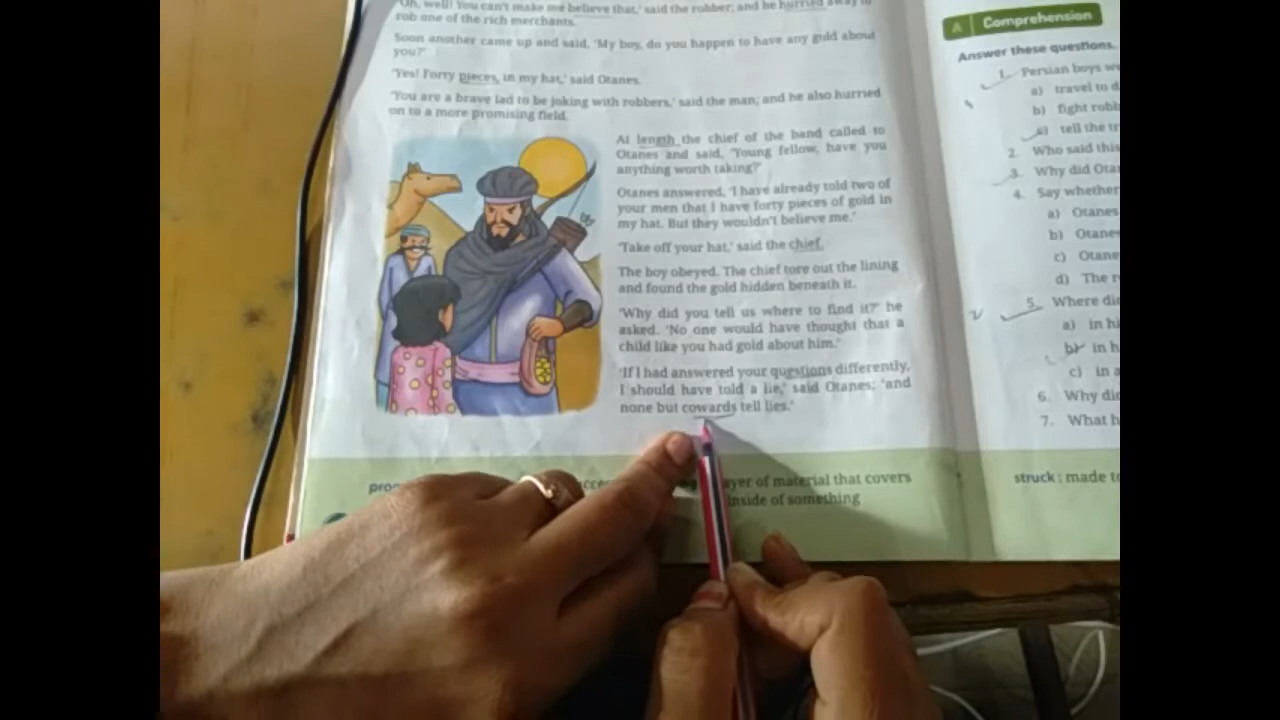 'Oh, well! You can't make me believe that,' said the robber; and he hurried away to
rob one of the rich merchants.
Soon another came up and said, 'My boy, do you happen to have any gold about
you?'
'Yes! Forty pieces, in my hat,' said Otanes.
'You are a brave lad to be joking with robbers,' said the man; and he also hurried
on to a more promising field.
At length the chief of the band called to
Otanes and said, 'Young fellow, have you
anything worth taking?'
Otanes answered, 'I have already told two of
your men that I have forty pieces of gold in
my hat. But they wouldn't believe me.'
'Take off your hat,' said the chief.
The boy obeyed. The chief tore out the lining
and found the gold hidden beneath it.
'Why did you tell us where to find it?' he
asked. 'No one would have thought that a
child like you had gold about him.'
'If I had answered your questions differently,
I should have told a lie,' said Otanes; 'and
none but cowards tell lies.'
ayer of material that covers
inside of something
A Comprehension
Answer these questions.
1. Persian boys we
a) travel to d
b) fight robb
c) tell the tr
2. Who said this
3. Why did Otan
4. Say whether
a) Otanes
b) Otanes
c) Otane
d) The r
5. Where did
a) in hi
b) in h
c) in a
6. Why did
7. What h
struck : made to